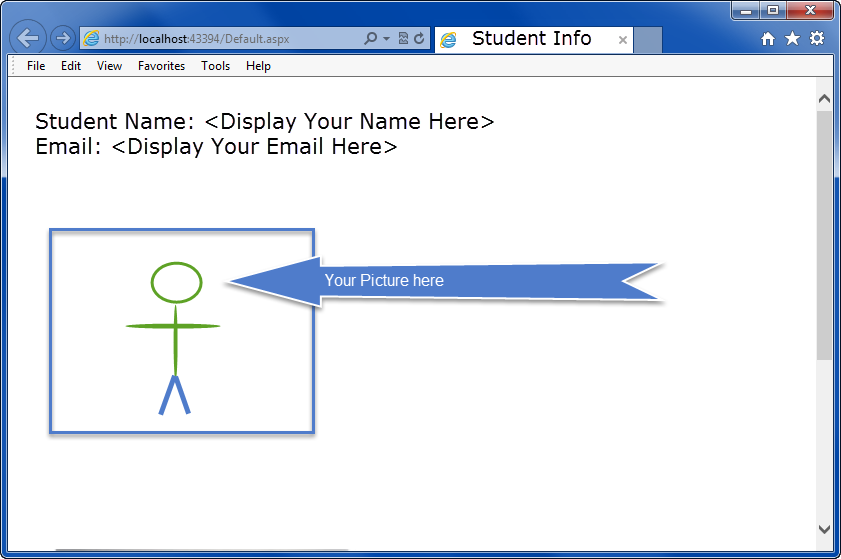 http://localhost:43394/Default.aspx
Student Info
File Edit View Favorites Tools Help
Student Name: <Display Your Name Here>
Email: <Display Your Email Here>
Your Picture here